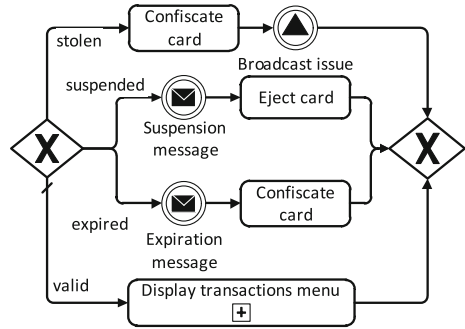 Confiscate
card
stolen
Broadcast issue
suspended
Eject card
Suspension
message
X
X
expired
Confiscate
card
Expiration
message
valid
Display transactions menu
+